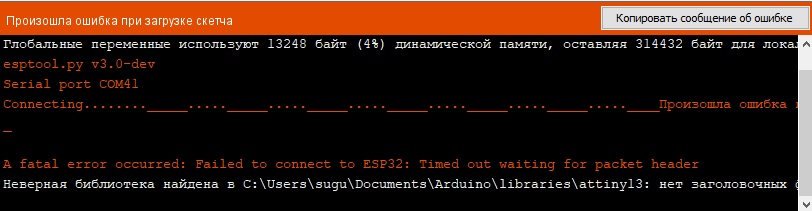 Произошла ошибка при загрузке скетча
Копировать сообщение об ошибке
Глобальные переменные используют 13248 байт (4%) динамической памяти, оставляя 314432 байт для
esptool.py v3.0-dev
Serial port COM41
Connecting........_____....._____....._____....._____....._____....._____....._____Произошла ошибка
_
A fatal error occurred: Failed to connect to ESP32: Timed out waiting for packet header
Неверная библиотека найдена в C:\Users\sugu\Documents\Arduino\libraries\attiny13: нет заголовочных